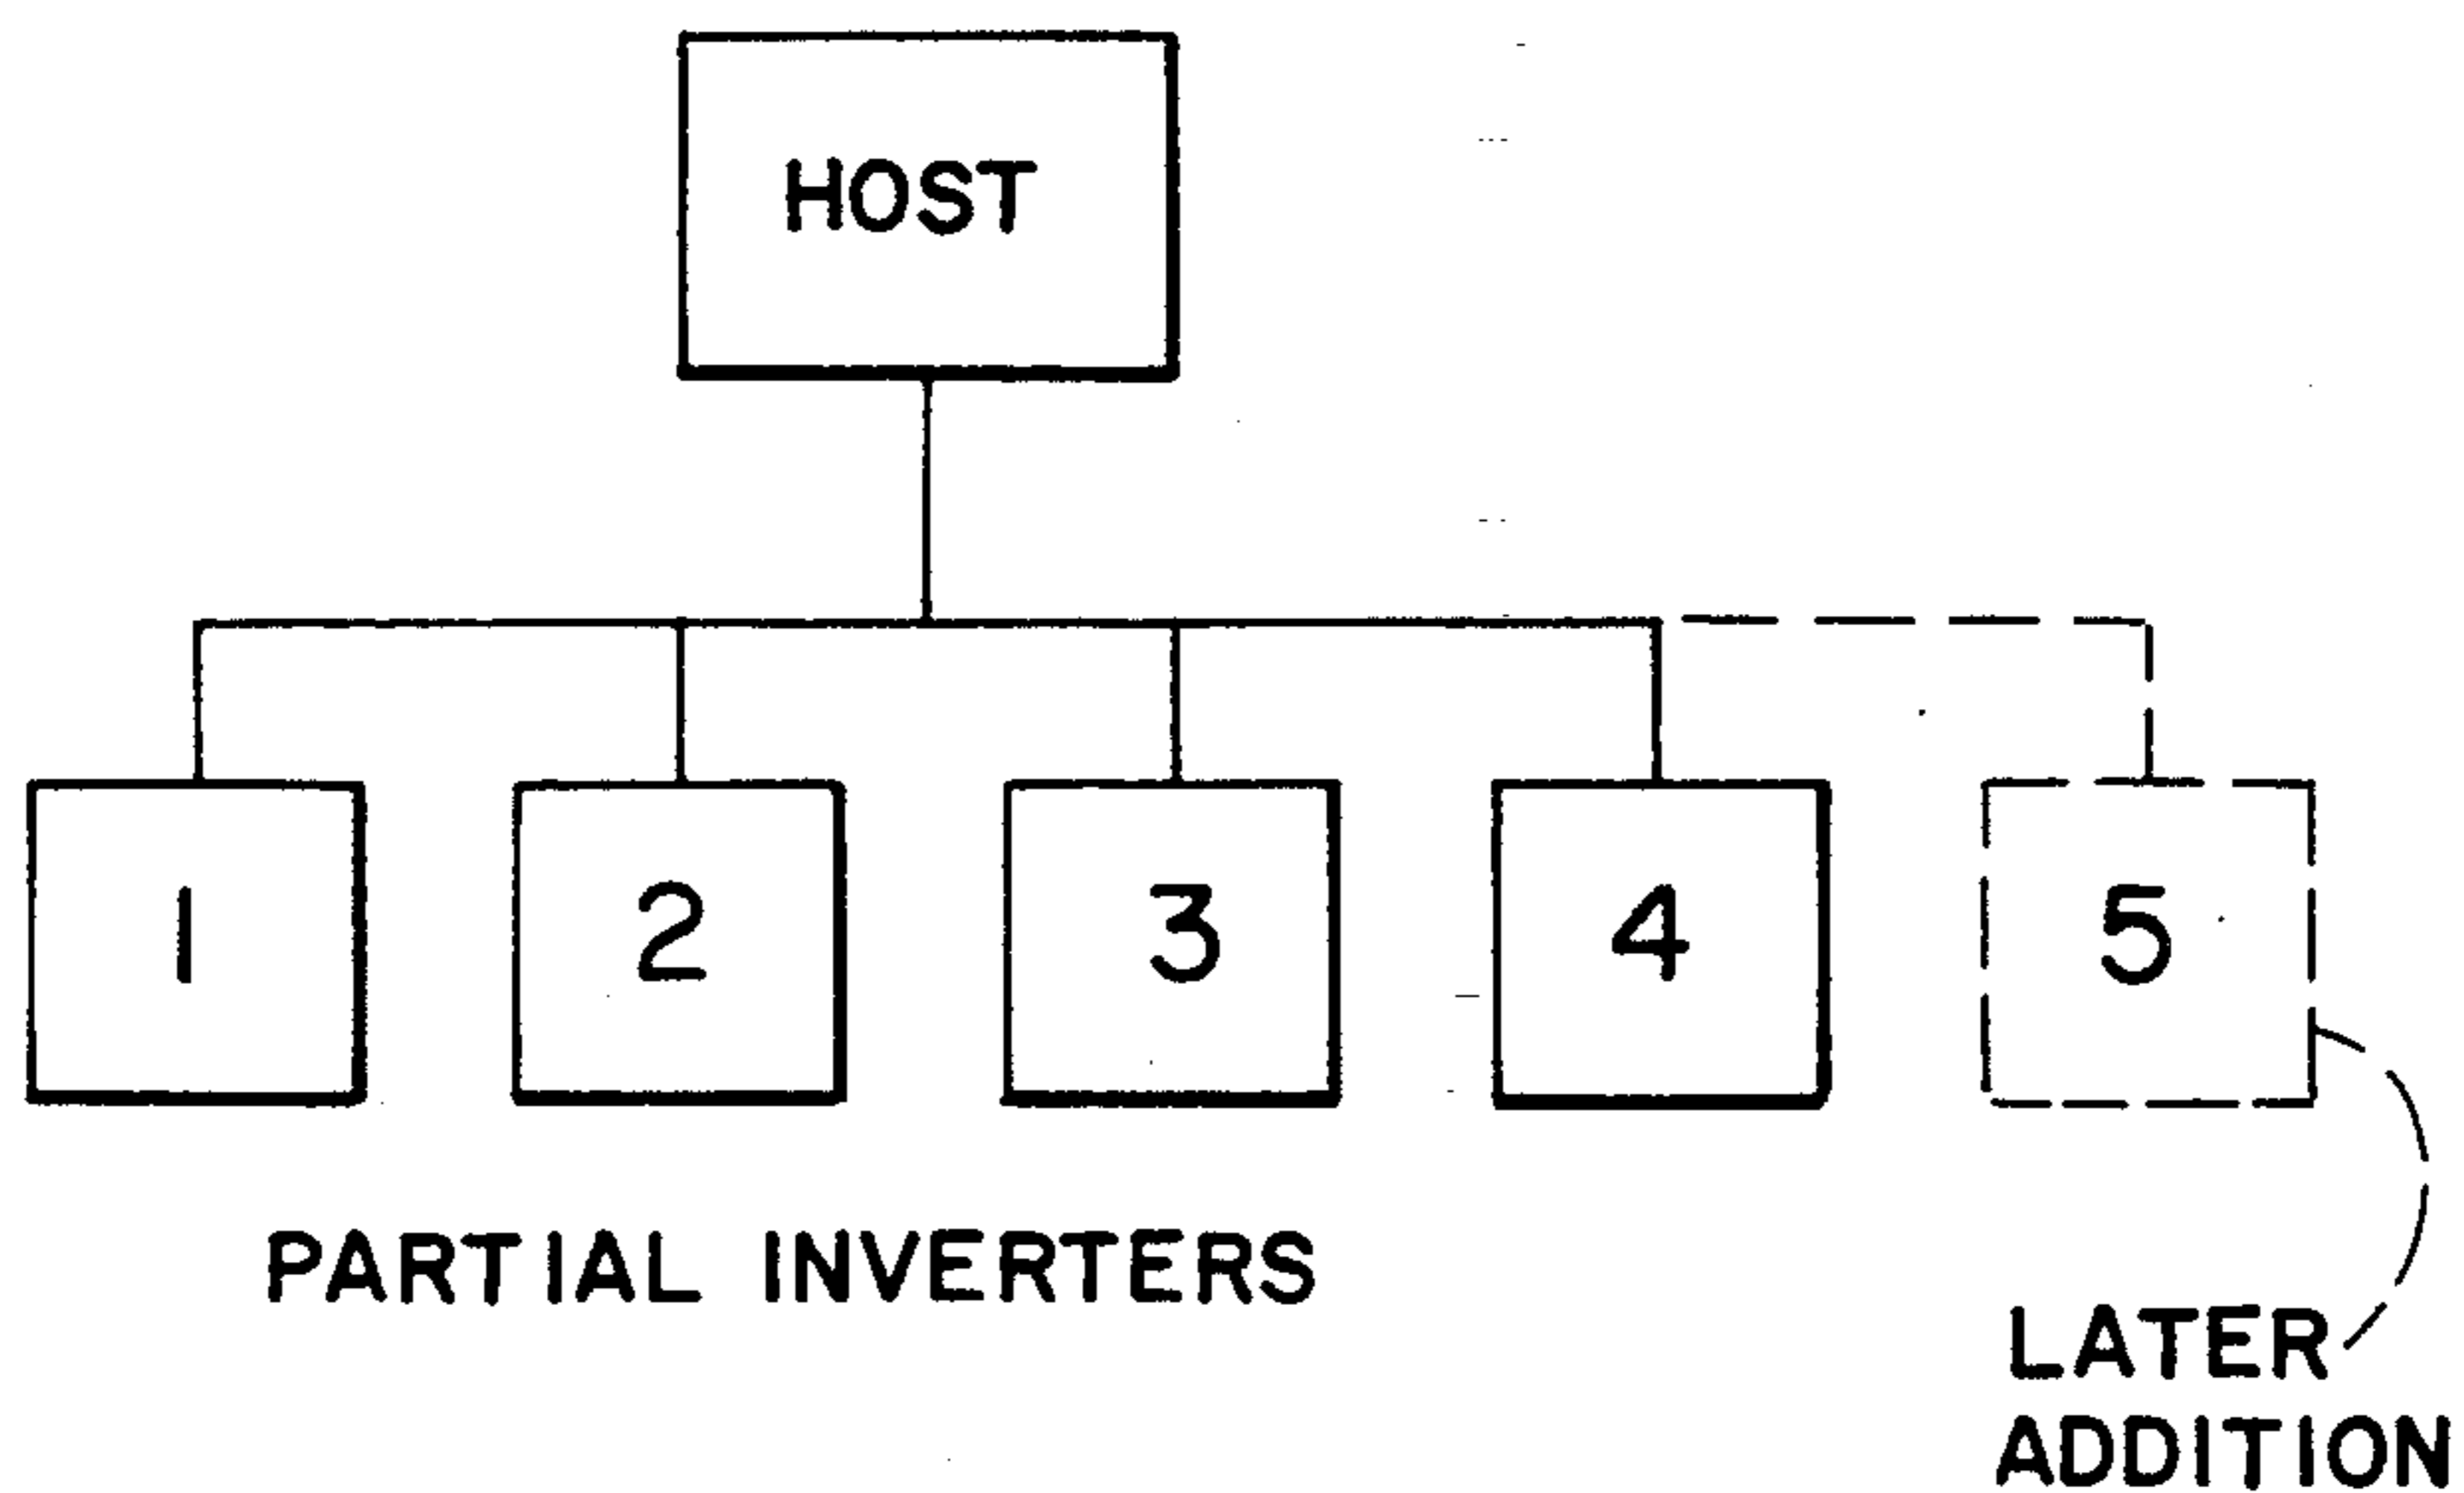 HOST
1 2 3 4 5
PARTIAL INVERTERS
LATER
ADDITION